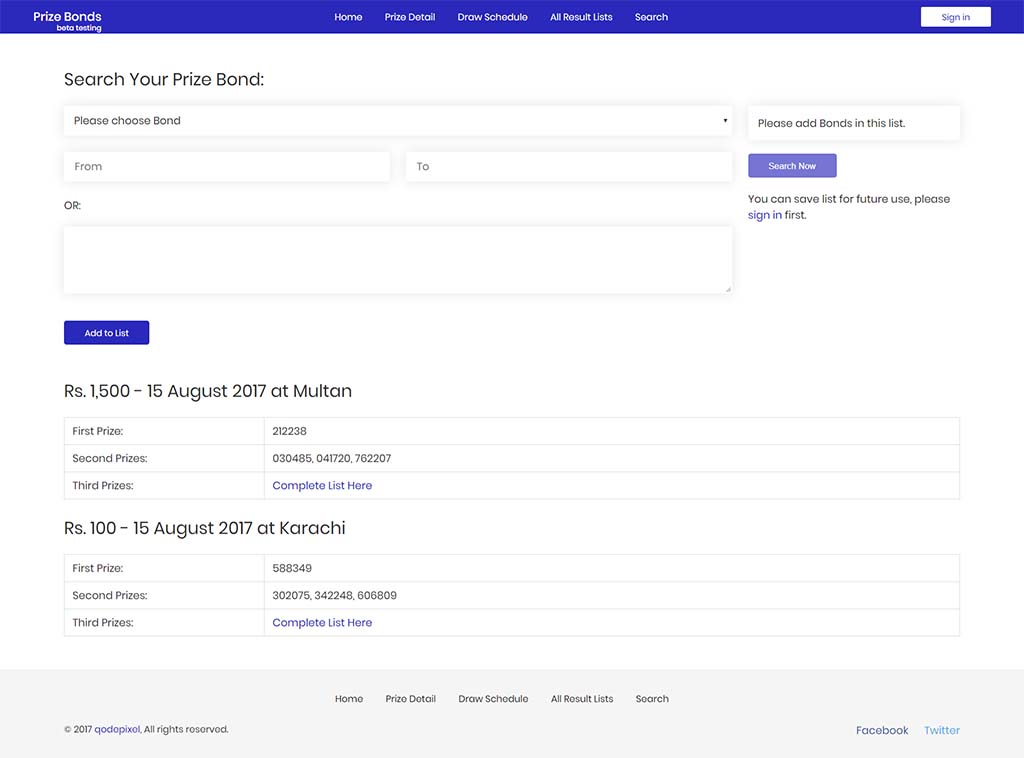 Prize Bonds
beta testing
Home Prize Detail Draw Schedule All Result Lists Search
Sign in
Search Your Prize Bond:
Please choose Bond
From To
OR:
Add to List
Please add Bonds in this list.
Search Now
You can save list for future use, please
sign in first.
Rs. 1,500 - 15 August 2017 at Multan
First Prize: 212238
Second Prizes: 030485, 041720, 762207
Third Prizes: Complete List Here
Rs. 100 - 15 August 2017 at Karachi
First Prize: 588349
Second Prizes: 302075, 342248, 606809
Third Prizes: Complete List Here
Home Prize Detail Draw Schedule All Result Lists Search
© 2017 qodepixel, All rights reserved.
Facebook Twitter